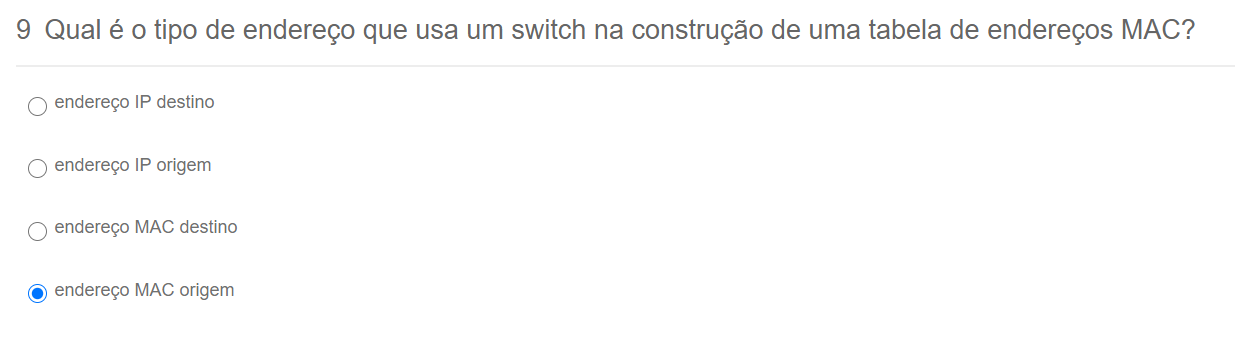 9 Qual é o tipo de endereço que usa um switch na construção de uma tabela de endereços MAC?
endereço IP destino
endereço IP origem
endereço MAC destino
endereço MAC origem